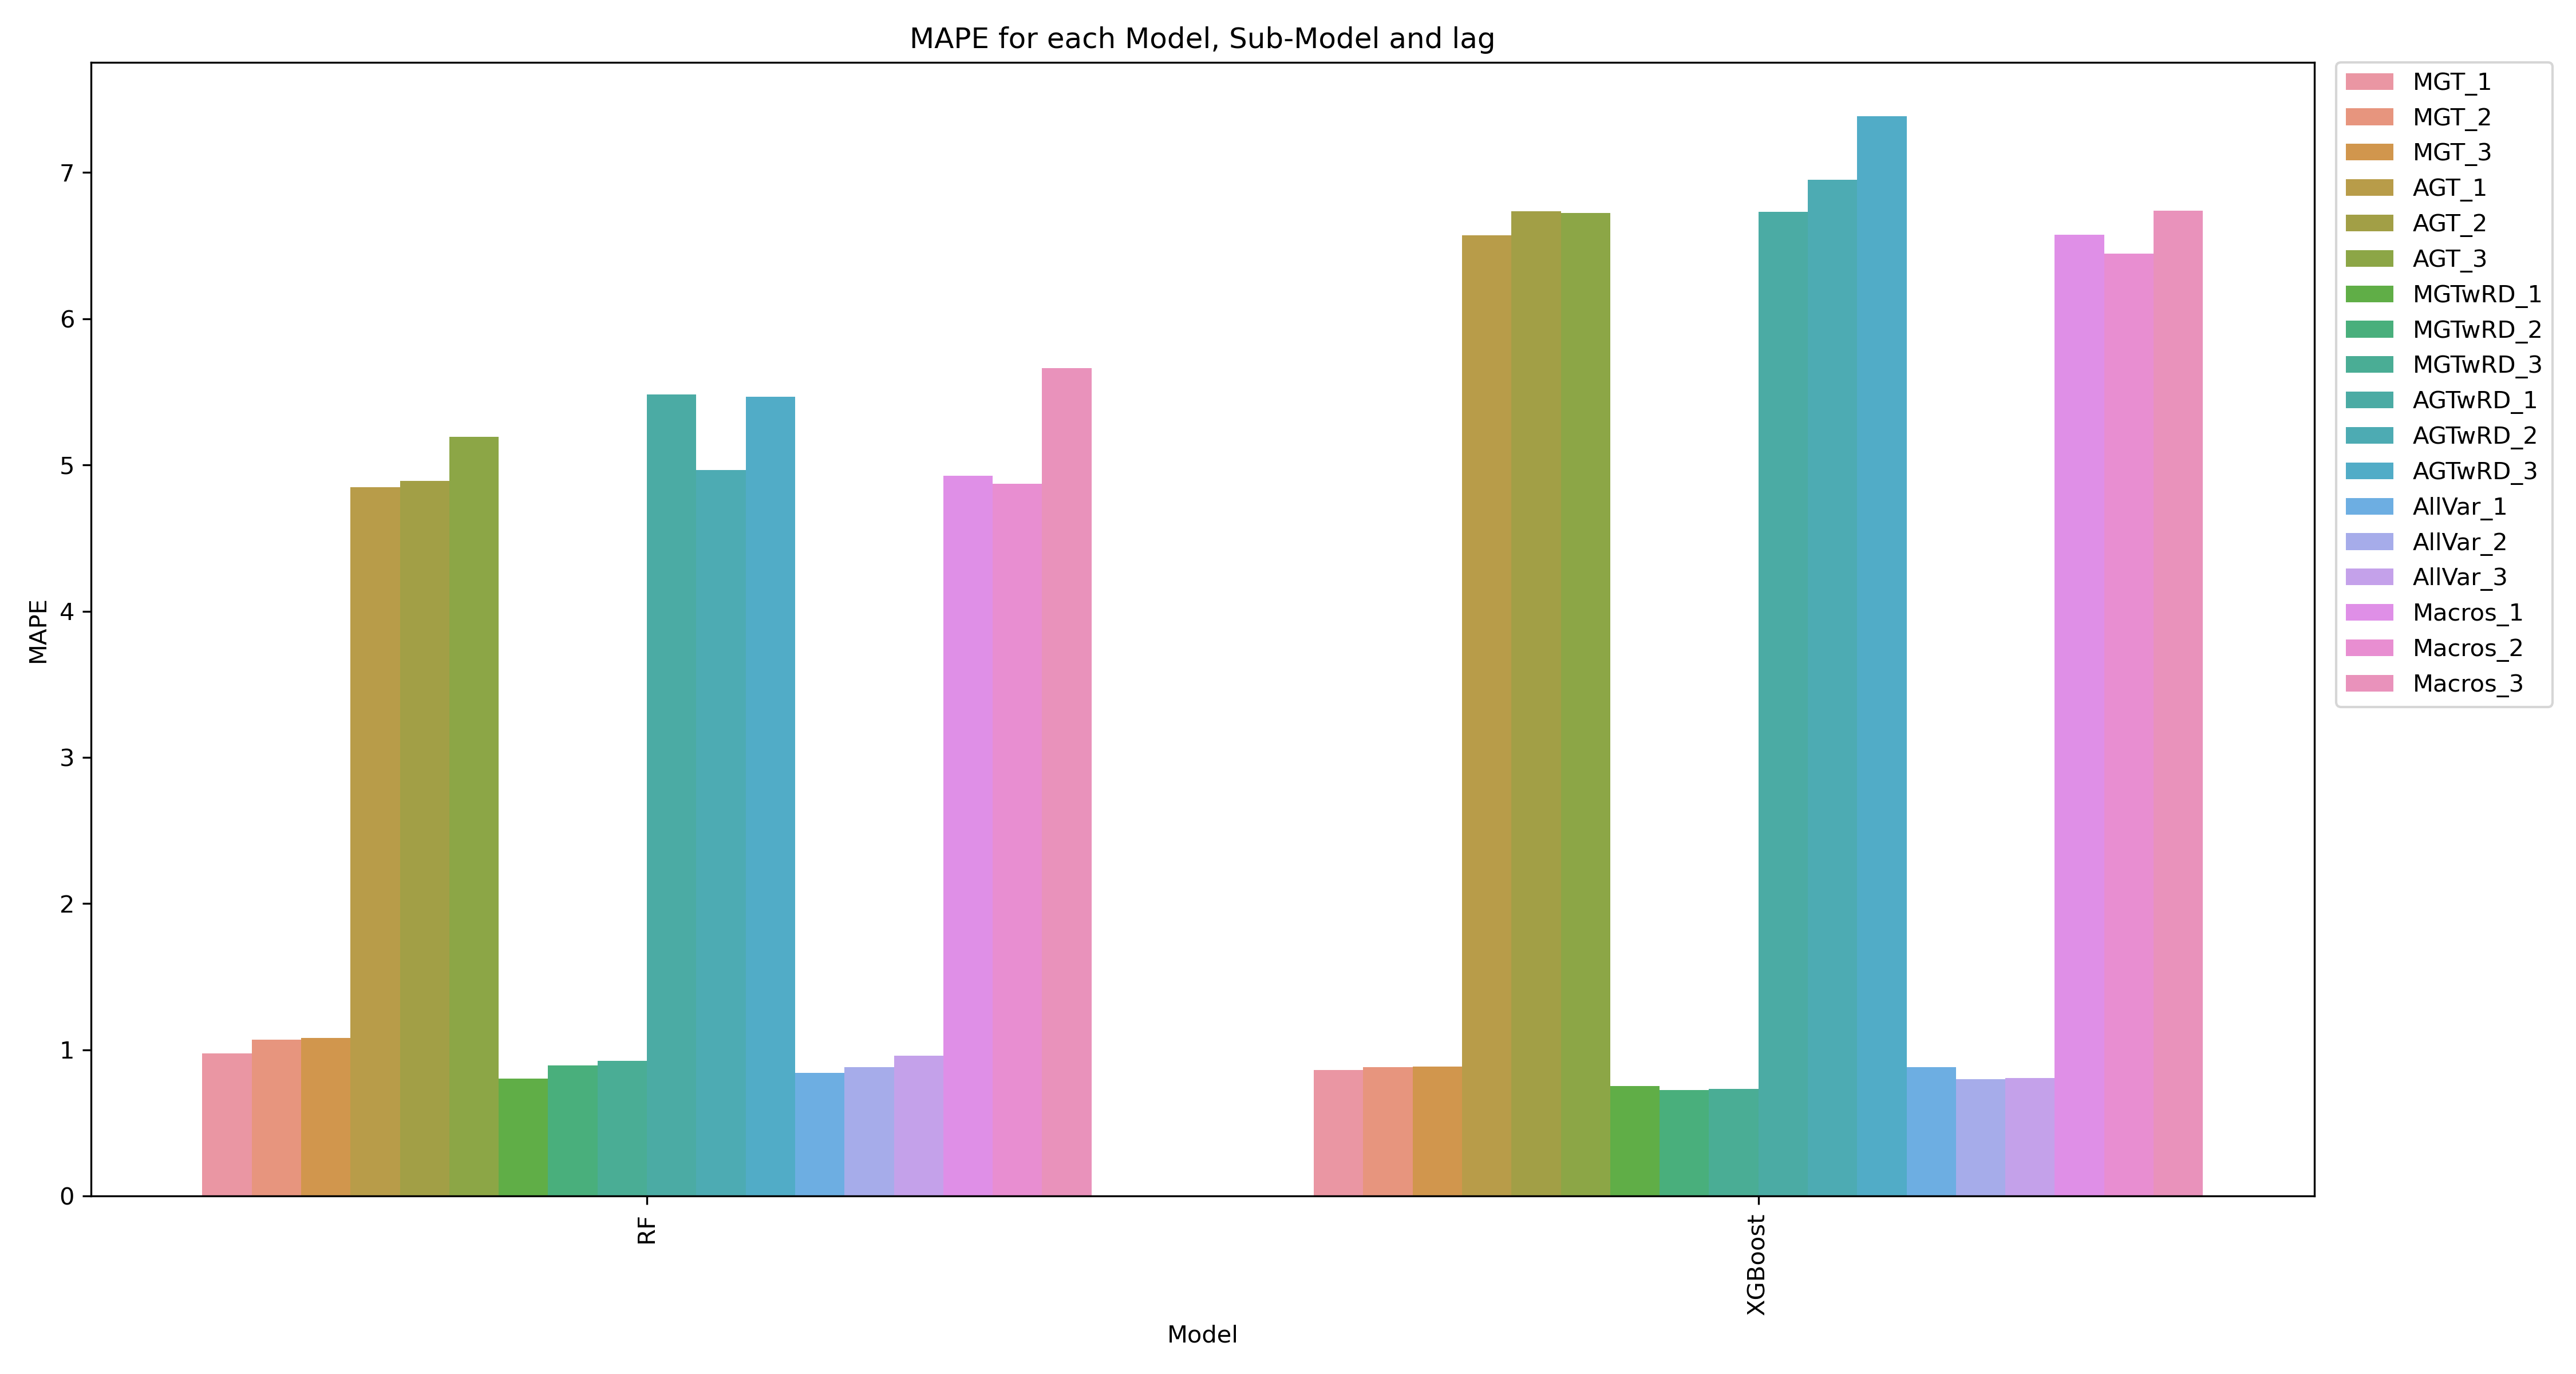 MAPE for each Model, Sub-Model and lag
MAPE
7
6
5
4
3
2
1
0
RF
XGBoost
Model
MGT_1
MGT_2
MGT_3
AGT_1
AGT_2
AGT_3
MGTwRD_1
MGTwRD_2
MGTwRD_3
AGTwRD_1
AGTwRD_2
AGTwRD_3
AllVar_1
AllVar_2
AllVar_3
Macros_1
Macros_2
Macros_3